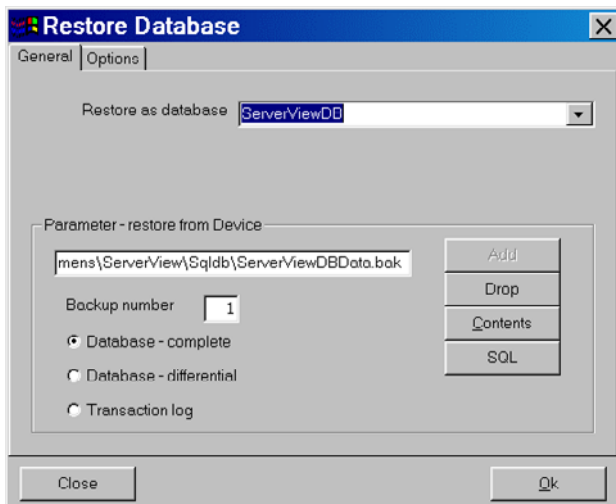 Restore Database
General Options
Restore as database ServerViewDB
Parameter - restore from Device
mens\ServerView\Sqldb\ServerViewDBData.bak
Add
Drop
Backup number 1
Contents
Database - complete
SQL
Database - differential
Transaction log
Close Ok